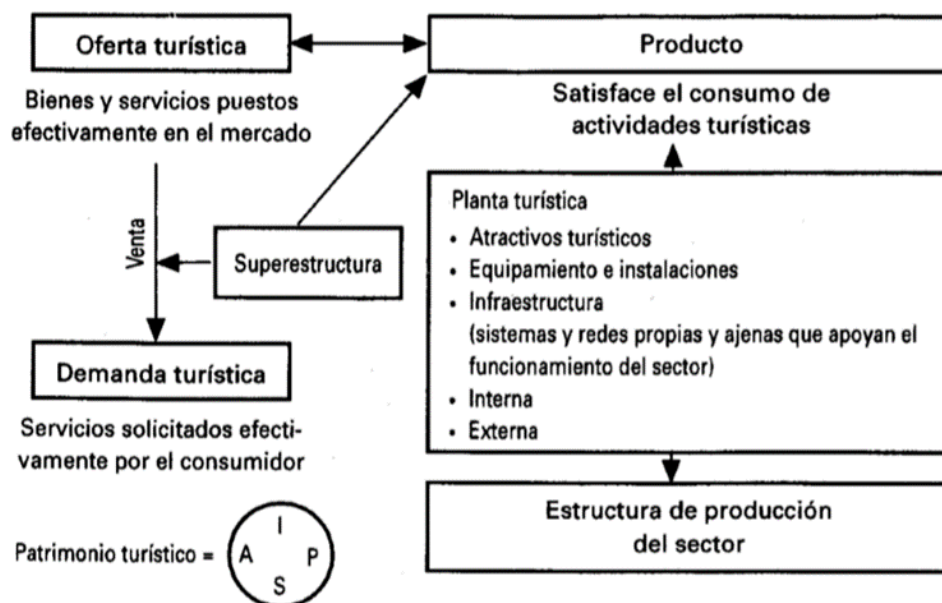 Oferta turística
Bienes y servicios puestos
efectivamente en el mercado
Venta
Superestructura
Demanda turística
Servicios solicitados efecti-
vamente por el consumidor
Patrimonio turístico =
I
A P
S
Producto
Satisface el consumo de
actividades turísticas
Planta turística
• Atractivos turísticos
• Equipamiento e instalaciones
• Infraestructura
(sistemas y redes propias y ajenas que apoyan el
funcionamiento del sector)
• Interna
• Externa
Estructura de producción
del sector